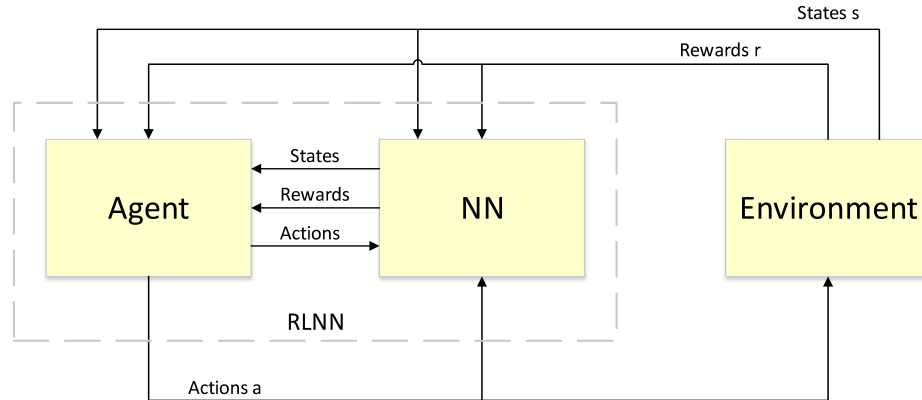 States s
Rewards r
States
Agent
Rewards
NN
Environment
Actions
RLNN
Actions a